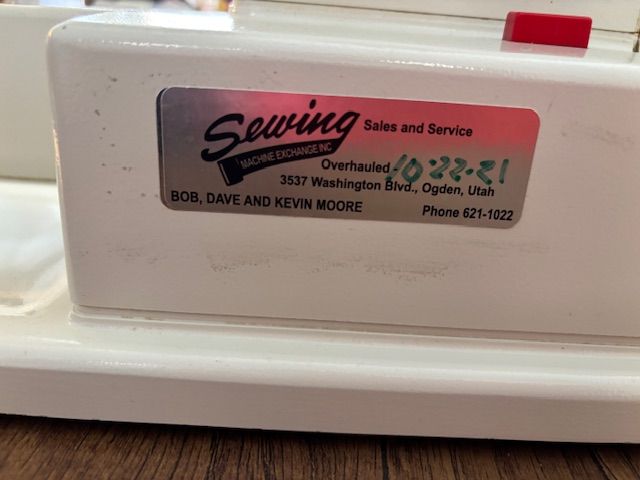 Sewing
MACHINE EXCHANGE INC
Sales and Service
Overhauled 10-22-21
3537 Washington Blvd., Ogden, Utah
BOB, DAVE AND KEVIN MOORE
Phone 621-1022